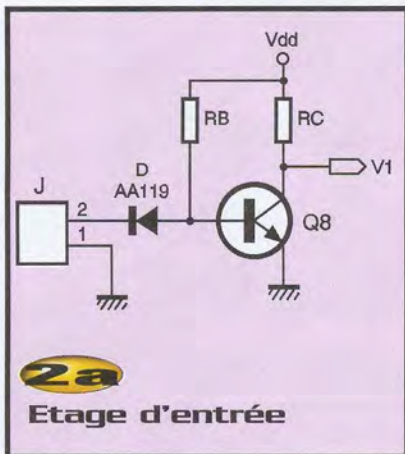 Vdd
RB
RC
V1
D
AA119
J
2
1
Q8
2a
Etage d'entrée